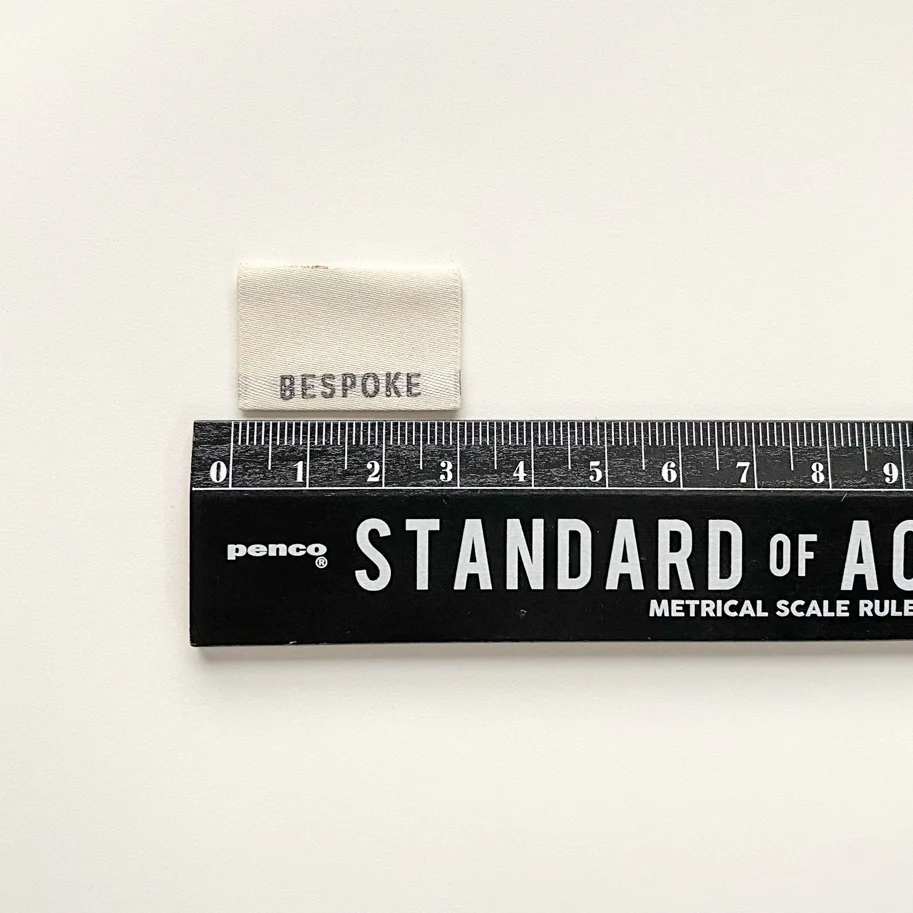 BESPOKE
0 1 2 3 4 5 6 7 8 9
penco®
STANDARD OF AC
METRICAL SCALE RULE